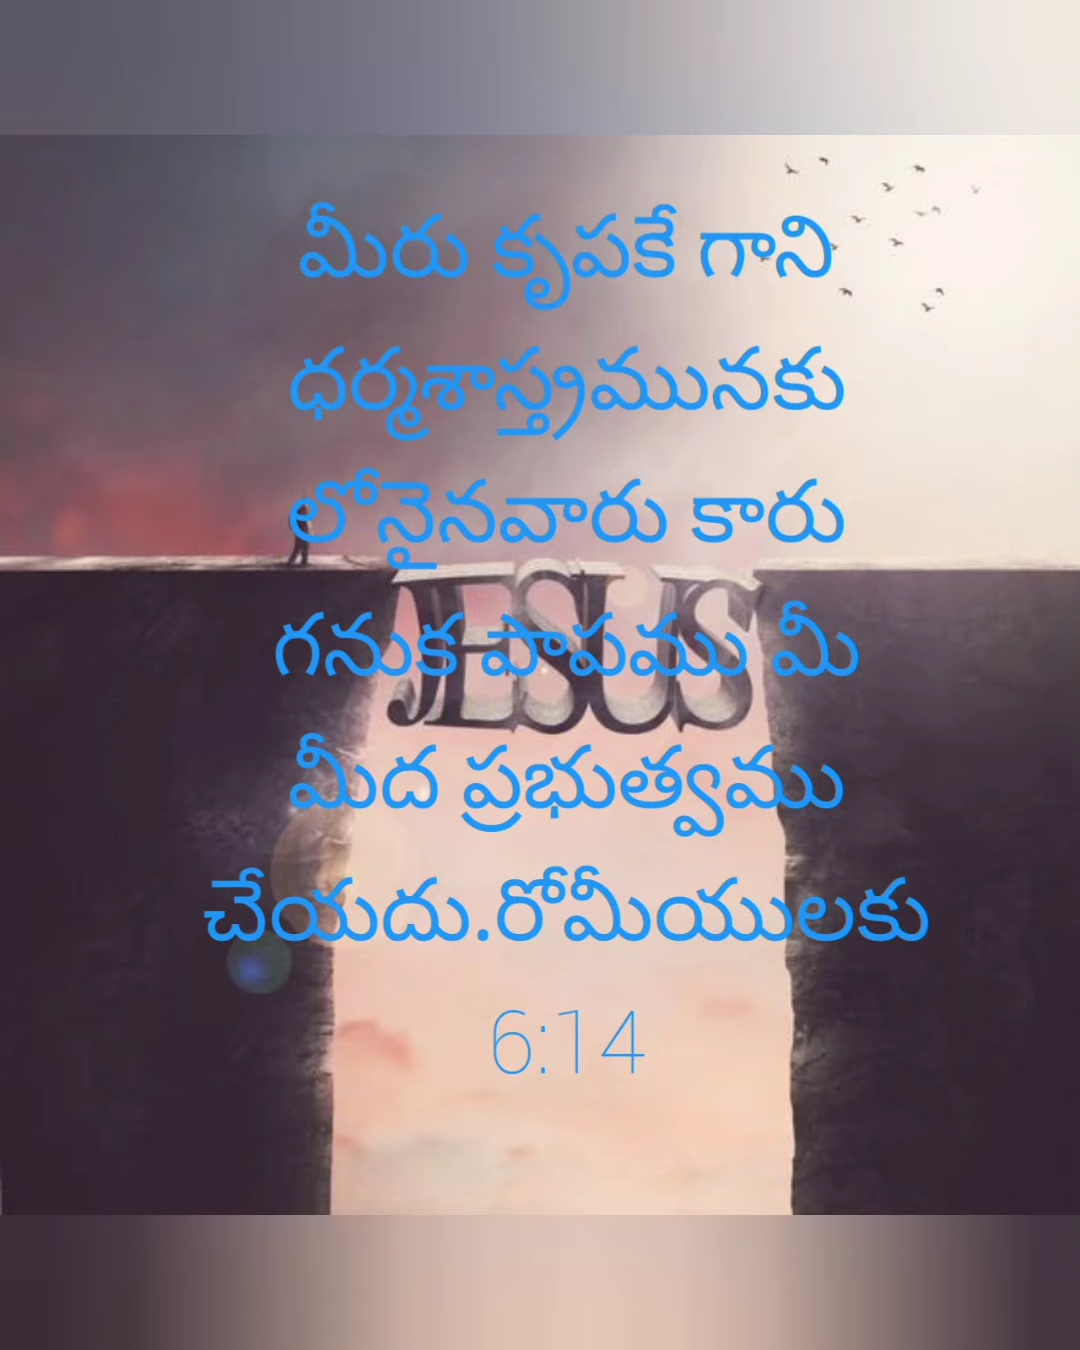 మీరు కృపకే గాని
ధర్మశాస్త్రమునకు
లోనైనవారు కారు
JESUS
గనుక పాపము మీ
మీద ప్రభుత్వము
చేయదు.రోమీయులకు
6:14